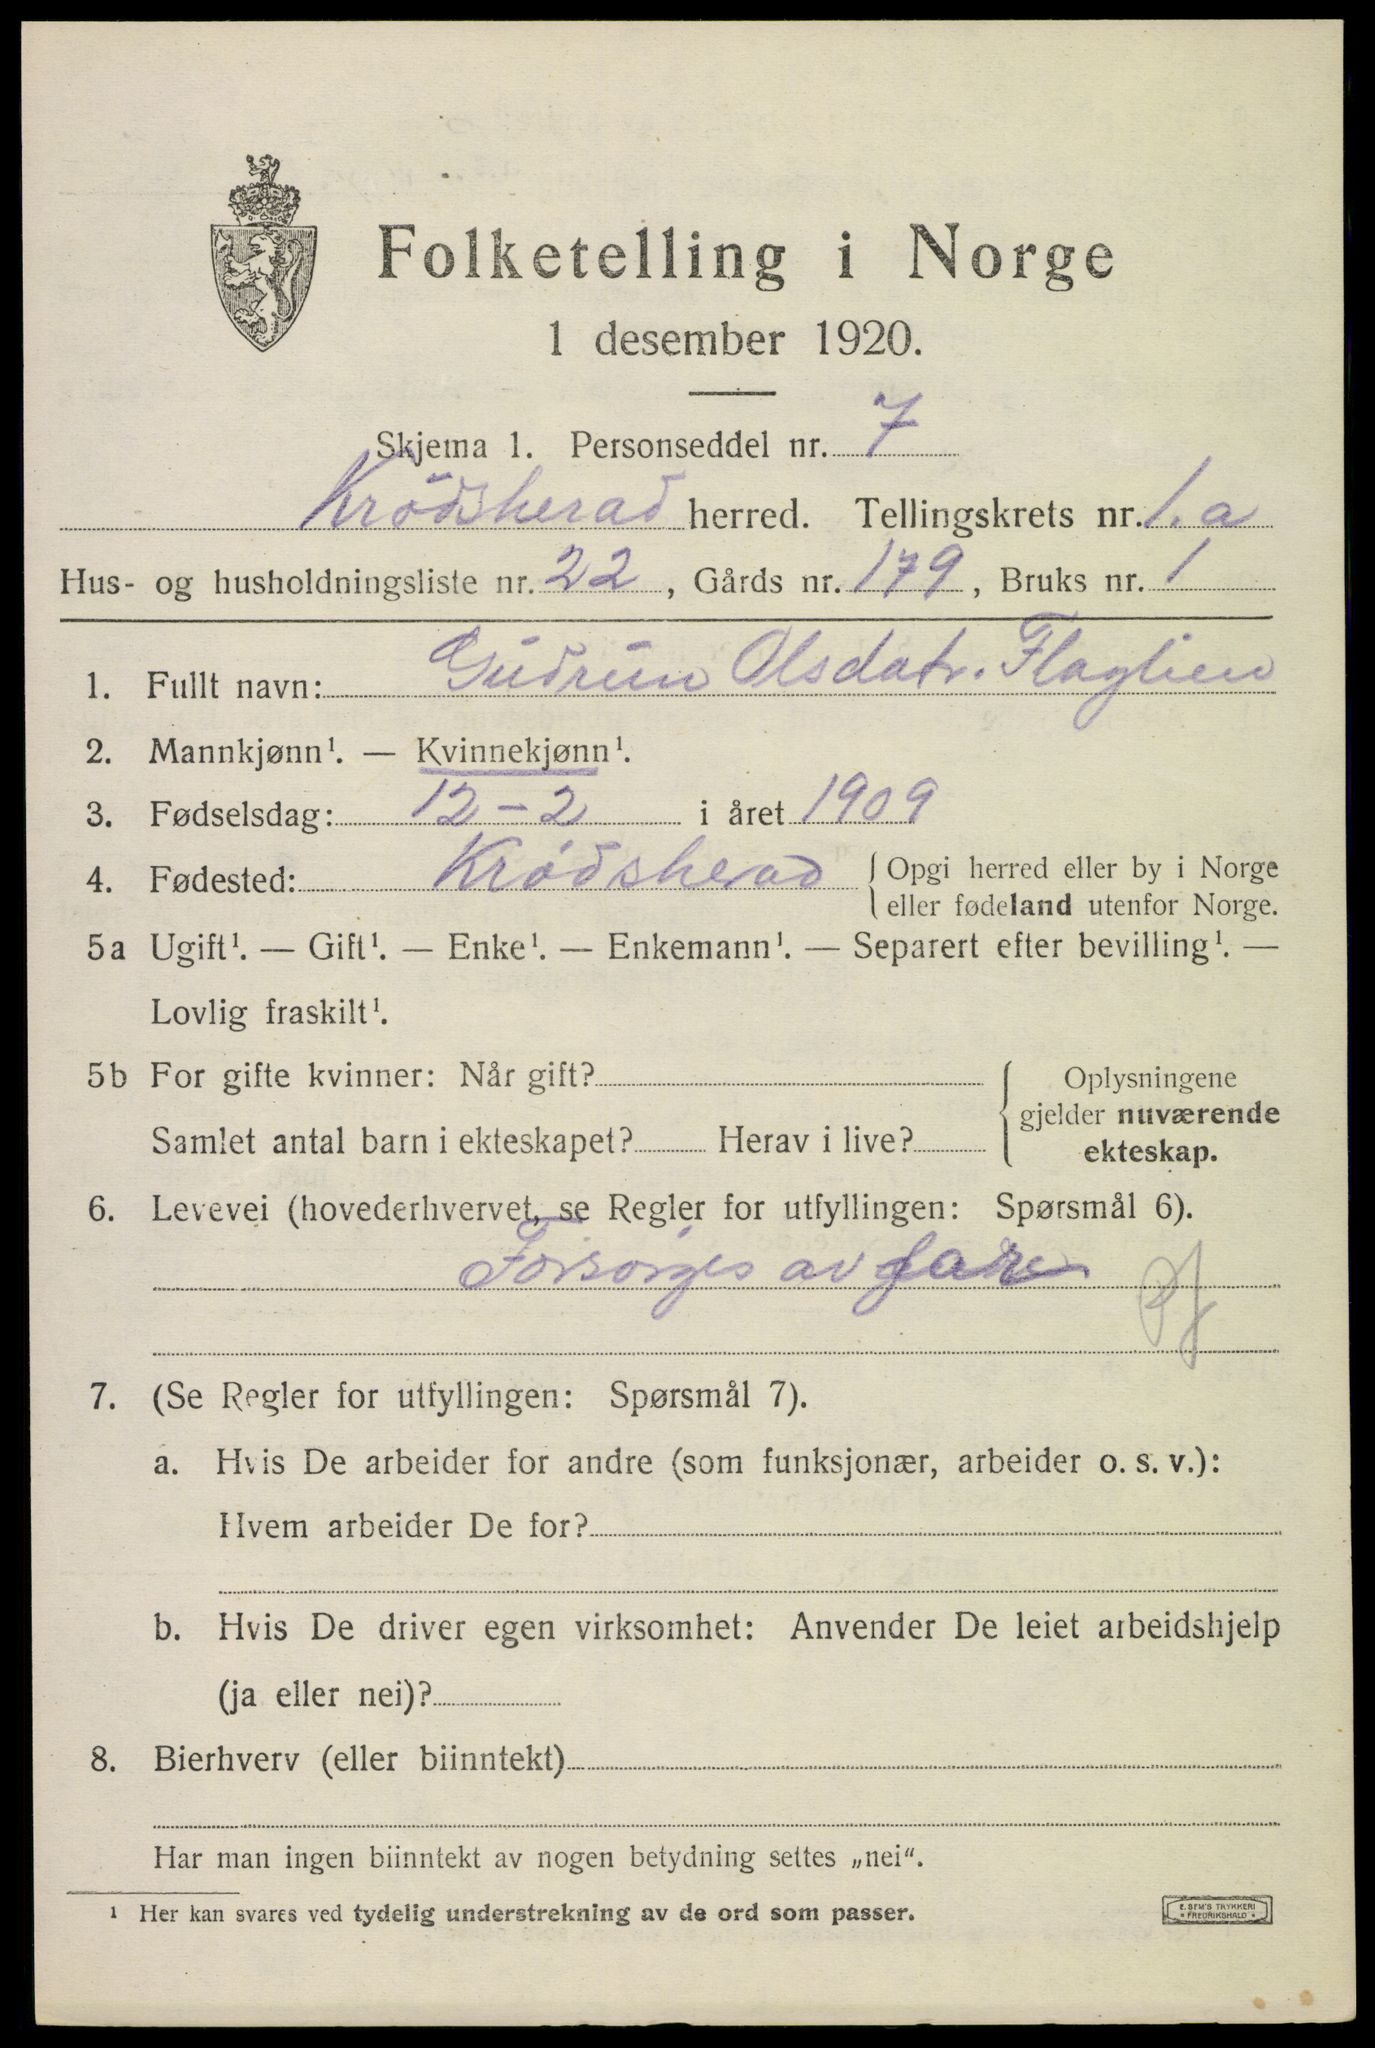 Folketelling i Norge
1 desember 1920.
Skjema 1. Personseddel nr. 7
Krödsherad herred. Tellingskrets nr. 1.a
Hus- og husholdningsliste nr. 22, Gårds nr. 179, Bruks nr. 1
1. Fullt navn: Gudrun Olsdatr. Flaglien
2. Mannkjønn¹. — Kvinnekjønn¹.
3. Fødselsdag: 12-2 i året 1909
4. Fødested: Krødsherad { Opgi herred eller by i Norge
eller fødeland utenfor Norge.
5a Ugift¹. — Gift¹. — Enke¹. — Enkemann¹. — Separert efter bevilling¹. —
Lovlig fraskilt¹.
5b For gifte kvinner: Når gift?
Samlet antal barn i ekteskapet? Herav i live?
{ Oplysningene
gjelder nuværende
ekteskap.
6. Levevei (hovederhvervet, se Regler for utfyllingen: Spørsmål 6).
Forsørges av
7. (Se Regler for utfyllingen: Spørsmål 7).
a. Hvis De arbeider for andre (som funksjonær, arbeider o. s. v.):
Hvem arbeider De for?
b. Hvis De driver egen virksomhet: Anvender De leiet arbeidshjelp
(ja eller nei)?
8. Bierhverv (eller biinntekt)
Har man ingen biinntekt av nogen betydning settes „nei".
¹ Her kan svares ved tydelig understrekning av de ord som passer.
E. SEM'S TRYKKERI
* FREDRIKSHALD *